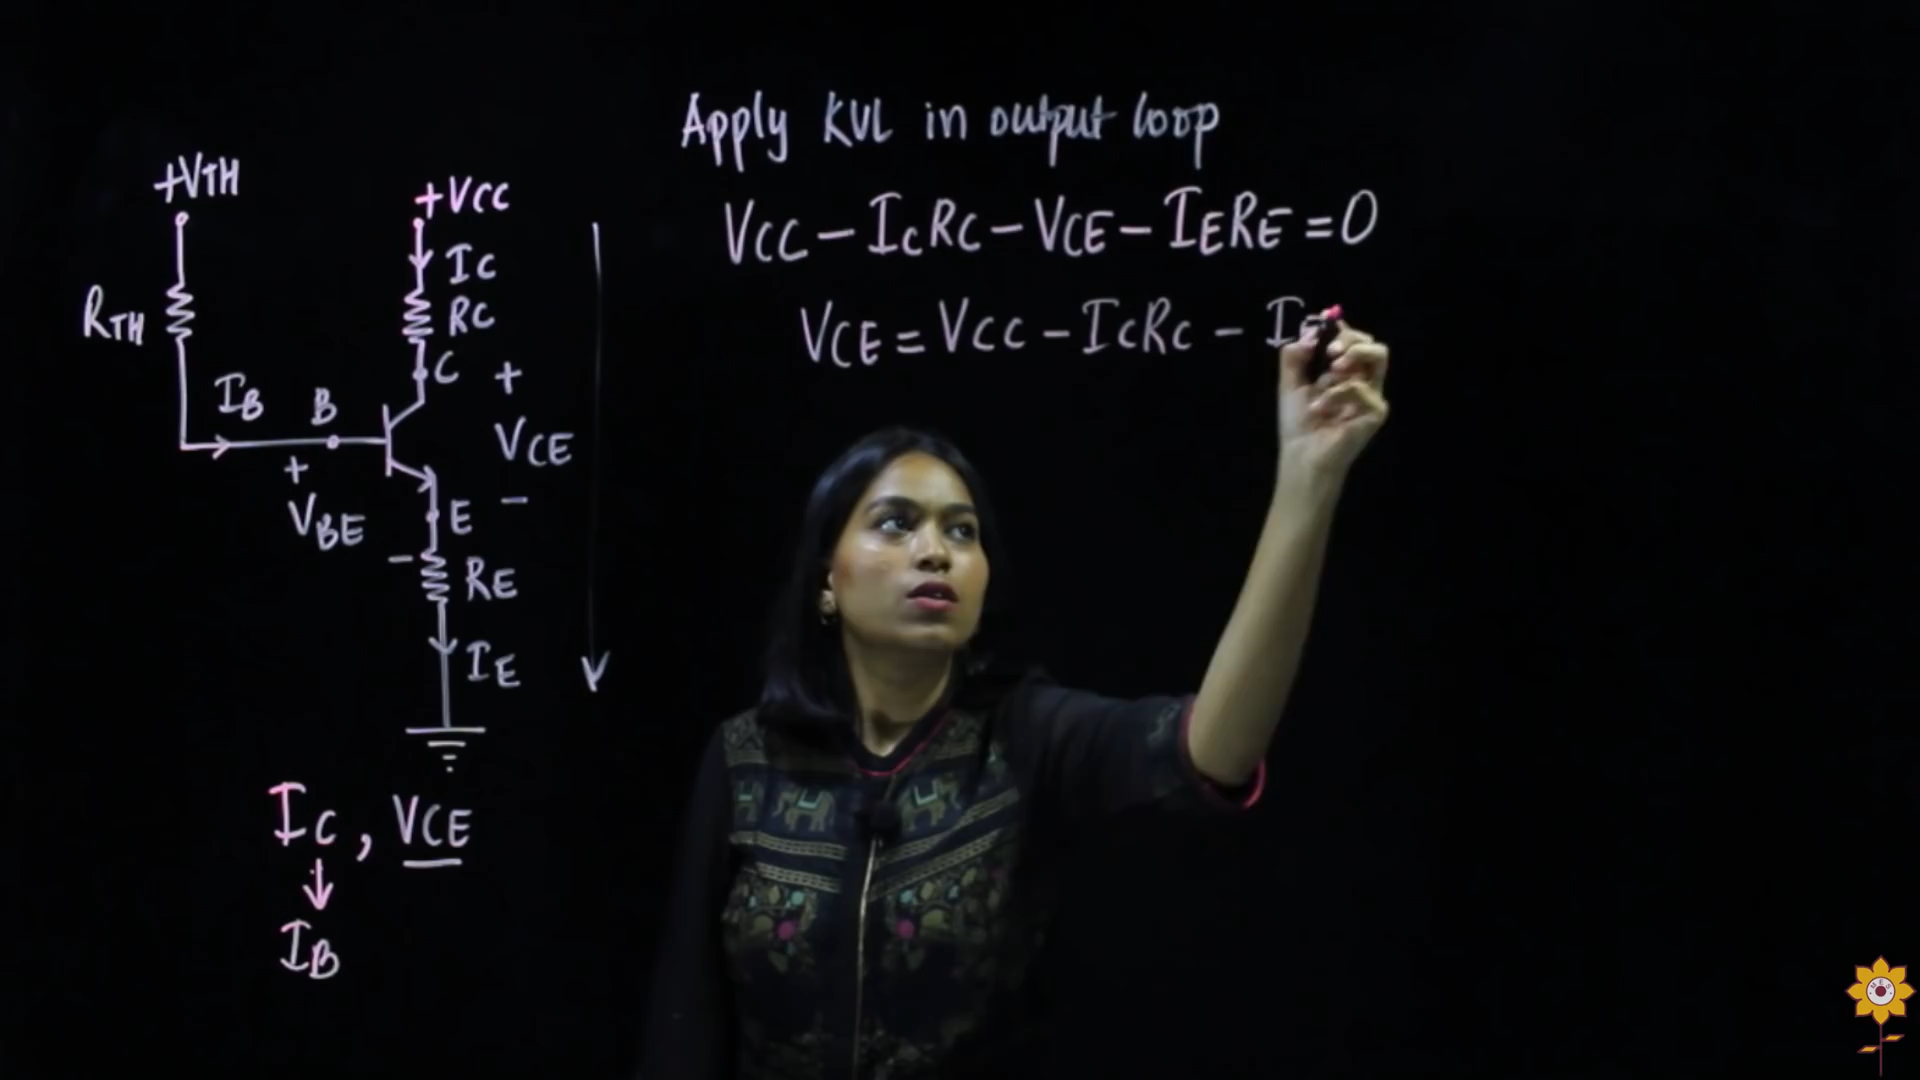 Apply KVL in output loop
VCC - ICRC - VCE - IERE = 0
VCE = VCC - ICRC - I
+VTH
+VCC
IC
RTH
RC
C
+
IB
B
VCE
+
VBE
-
E
-
RE
IE
IC, VCE
IB